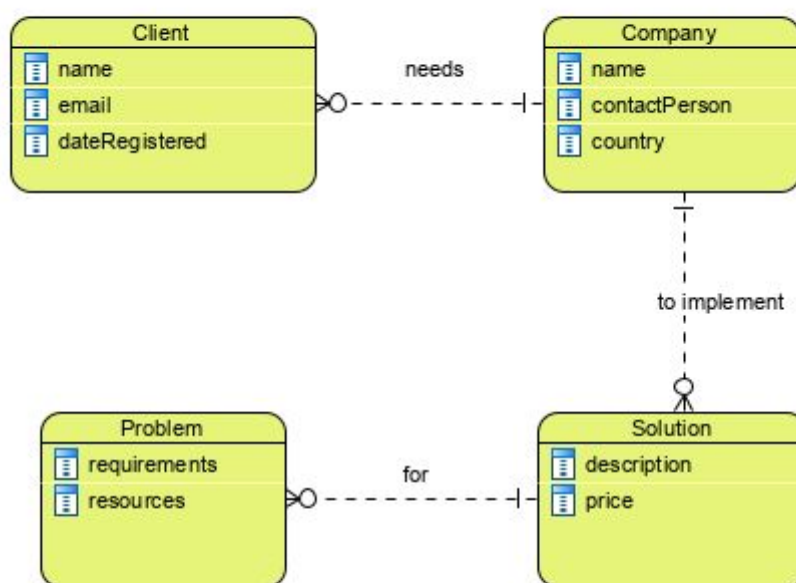 Client
name
email
dateRegistered
needs
Company
name
contactPerson
country
to implement
Problem
requirements
resources
for
Solution
description
price